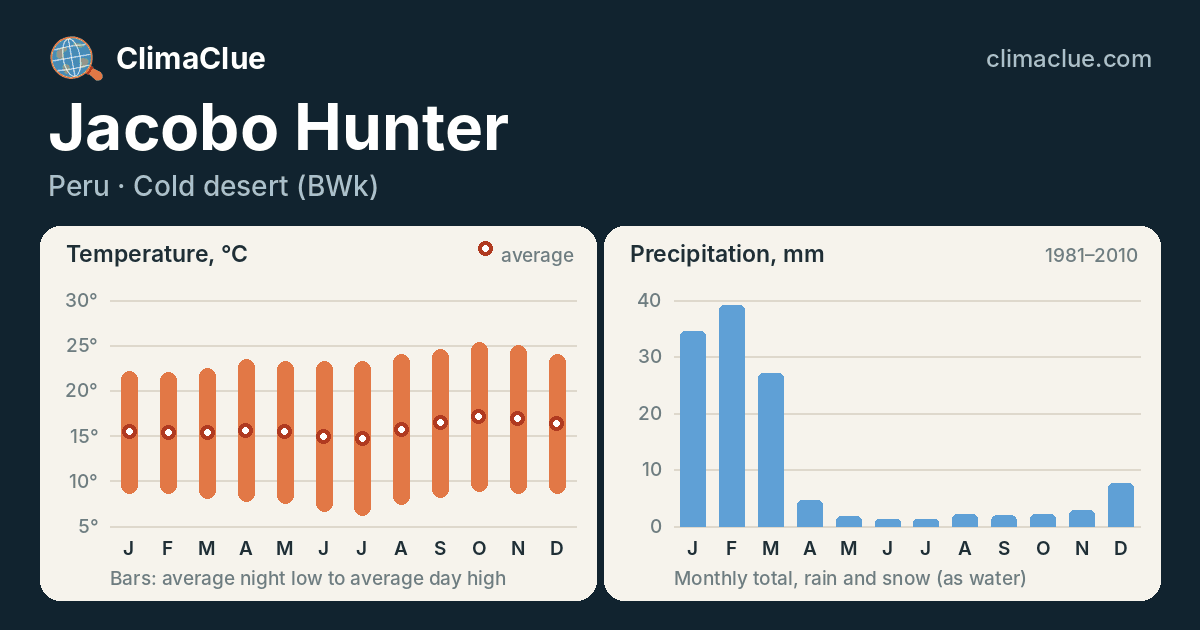 ClimaClue
climaclue.com
Jacobo Hunter
Peru · Cold desert (BWk)
Temperature, °C
average
30°
25°
20°
15°
10°
5°
J F M A M J J A S O N D
Bars: average night low to average day high
Precipitation, mm
1981–2010
40
30
20
10
0
J F M A M J J A S O N D
Monthly total, rain and snow (as water)